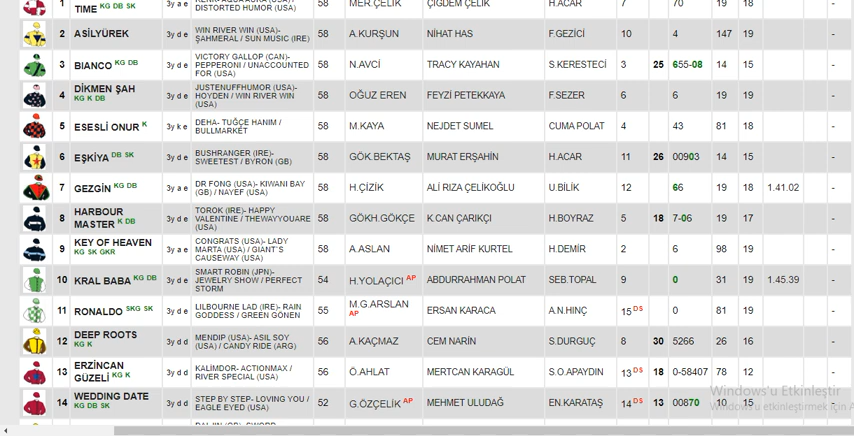 1 TIME KG DB SK 3y a e DISTORTED HUMOR (USA) 58 MER.ÇELİK ÇİĞDEM ÇELİK H.ACAR 7 70 19 18 -
2 ASİLYÜREK 3y d e WIN RIVER WIN (USA)- ŞAHMERAL / SUN MUSIC (IRE) 58 A.KURŞUN NİHAT HAS F.GEZİCİ 10 4 147 19 -
3 BIANCO KG DB 3y d e VICTORY GALLOP (CAN)- PEPPERONI / UNACCOUNTED FOR (USA) 58 N.AVCİ TRACY KAYAHAN S.KERESTECİ 3 25 655-08 14 15 -
4 DİKMEN ŞAH KG K DB 3y d e JUSTENUFFHUMOR (USA)- HOYDEN / WIN RIVER WIN (USA) 58 OĞUZ EREN FEYZİ PETEKKAYA F.SEZER 6 6 19 19 -
5 ESESLİ ONUR K 3y k e DEHA- TUĞÇE HANIM / BULLMARKET 58 M.KAYA NEJDET SUMEL CUMA POLAT 4 43 81 18 -
6 EŞKİYA DB SK 3y d e BUSHRANGER (IRE)- SWEETEST / BYRON (GB) 58 GÖK.BEKTAŞ MURAT ERŞAHİN H.ACAR 11 26 00903 14 15 -
7 GEZGİN KG DB 3y a e DR FONG (USA)- KIWANI BAY (GB) / NAYEF (USA) 58 H.ÇİZİK ALİ RIZA ÇELİKOĞLU U.BİLİK 12 66 19 18 1.41.02 -
8 HARBOUR MASTER K DB 3y d e TOROK (IRE)- HAPPY VALENTINE / THEWAYYOUARE (USA) 58 GÖKH.GÖKÇE K.CAN ÇARIKÇI H.BOYRAZ 5 18 7-06 19 17 -
9 KEY OF HEAVEN KG SK GKR 3y a e CONGRATS (USA)- LADY MARTA (USA) / GIANT`S CAUSEWAY (USA) 58 A.ASLAN NİMET ARİF KURTEL H.DEMİR 2 6 98 19 -
10 KRAL BABA KG DB 3y d e SMART ROBIN (JPN)- JEWELRY SHOW / PERFECT STORM 54 H.YOLAÇICI AP ABDURRAHMAN POLAT SEB.TOPAL 9 0 31 19 1.45.39 -
11 RONALDO SKG SK 3y d e LILBOURNE LAD (IRE)- RAIN GODDESS / GREEN GÖNEN 55 M.G.ARSLAN AP ERSAN KARACA A.N.HINÇ 15 DS 0 81 19 -
12 DEEP ROOTS KG K 3y d d MENDIP (USA)- ASIL SOY (USA) / CANDY RIDE (ARG) 56 A.KAÇMAZ CEM NARİN S.DURGUÇ 8 30 5266 26 16 -
13 ERZİNCAN GÜZELİ KG K 3y d d KALİMDOR- ACTIONMAX / RIVER SPECIAL (USA) 56 Ö.AHLAT MERTCAN KARAGÜL S.O.APAYDIN 13 DS 18 0-58407 78 12 -
14 WEDDING DATE KG DB SK 3y d d STEP BY STEP- LOVING YOU / EAGLE EYED (USA) 52 G.ÖZÇELİK AP MEHMET ULUDAĞ EN.KARATAŞ 14 DS 13 00870 10 15 -
Windows'u Etkinleştir
Windows'u etkinleştirmek için A